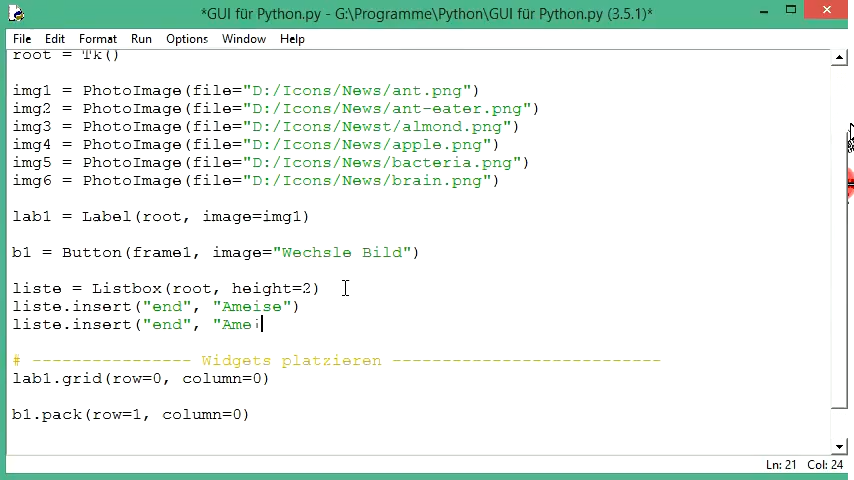 *GUI für Python.py - G:\Programme\Python\GUI für Python.py (3.5.1)*
File Edit Format Run Options Window Help
root = Tk()
img1 = PhotoImage(file="D:/Icons/News/ant.png")
img2 = PhotoImage(file="D:/Icons/News/ant-eater.png")
img3 = PhotoImage(file="D:/Icons/Newst/almond.png")
img4 = PhotoImage(file="D:/Icons/News/apple.png")
img5 = PhotoImage(file="D:/Icons/News/bacteria.png")
img6 = PhotoImage(file="D:/Icons/News/brain.png")
lab1 = Label(root, image=img1)
b1 = Button(frame1, image="Wechsle Bild")
liste = Listbox(root, height=2)
liste.insert("end", "Ameise")
liste.insert("end", "Amei
# ---------------- Widgets platzieren ---------------------------
lab1.grid(row=0, column=0)
b1.pack(row=1, column=0)
Ln: 21 Col: 24